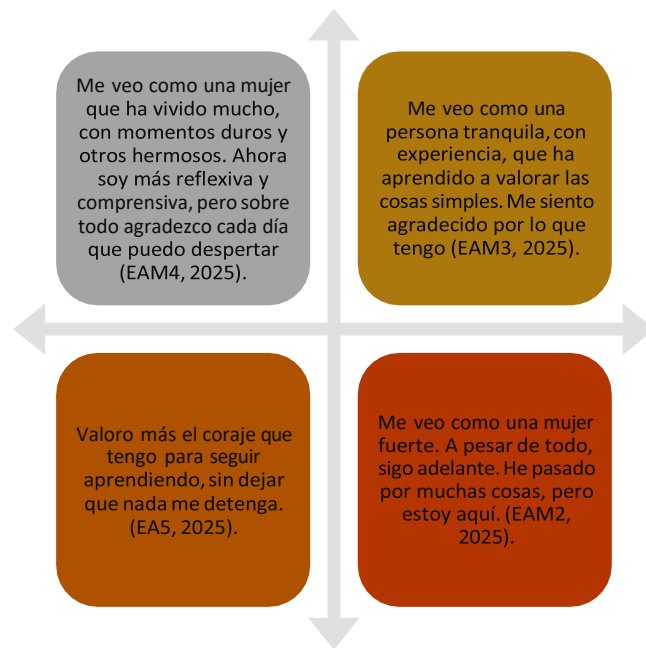 Me veo como una mujer
que ha vivido mucho,
con momentos duros y
otros hermosos. Ahora
soy más reflexiva y
comprensiva, pero sobre
todo agradezco cada día
que puedo despertar
(EAM4, 2025).
Me veo como una
persona tranquila, con
experiencia, que ha
aprendido a valorar las
cosas simples. Me siento
agradecido por lo que
tengo (EAM3, 2025).
Valoro más el coraje que
tengo para seguir
aprendiendo, sin dejar
que nada me detenga.
(EA5, 2025).
Me veo como una mujer
fuerte. A pesar de todo,
sigo adelante. He pasado
por muchas cosas, pero
estoy aquí. (EAM2,
2025).